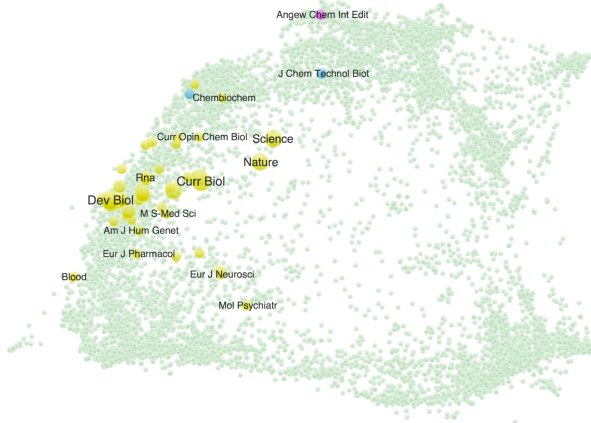 Angew Chem Int Edit
J Chem Technol Biot
Chembiochem
Curr Opin Chem Biol
Science
Nature
Rna
Curr Biol
Dev Biol
M S-Med Sci
Am J Hum Genet
Eur J Pharmacol
Blood
Eur J Neurosci
Mol Psychiatr